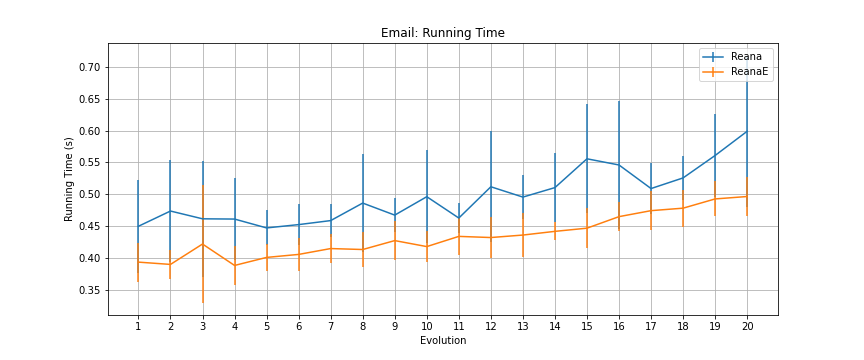 Email: Running Time
Reana
ReanaE
Running Time (s)
0.70
0.65
0.60
0.55
0.50
0.45
0.40
0.35
1 2 3 4 5 6 7 8 9 10 11 12 13 14 15 16 17 18 19 20
Evolution